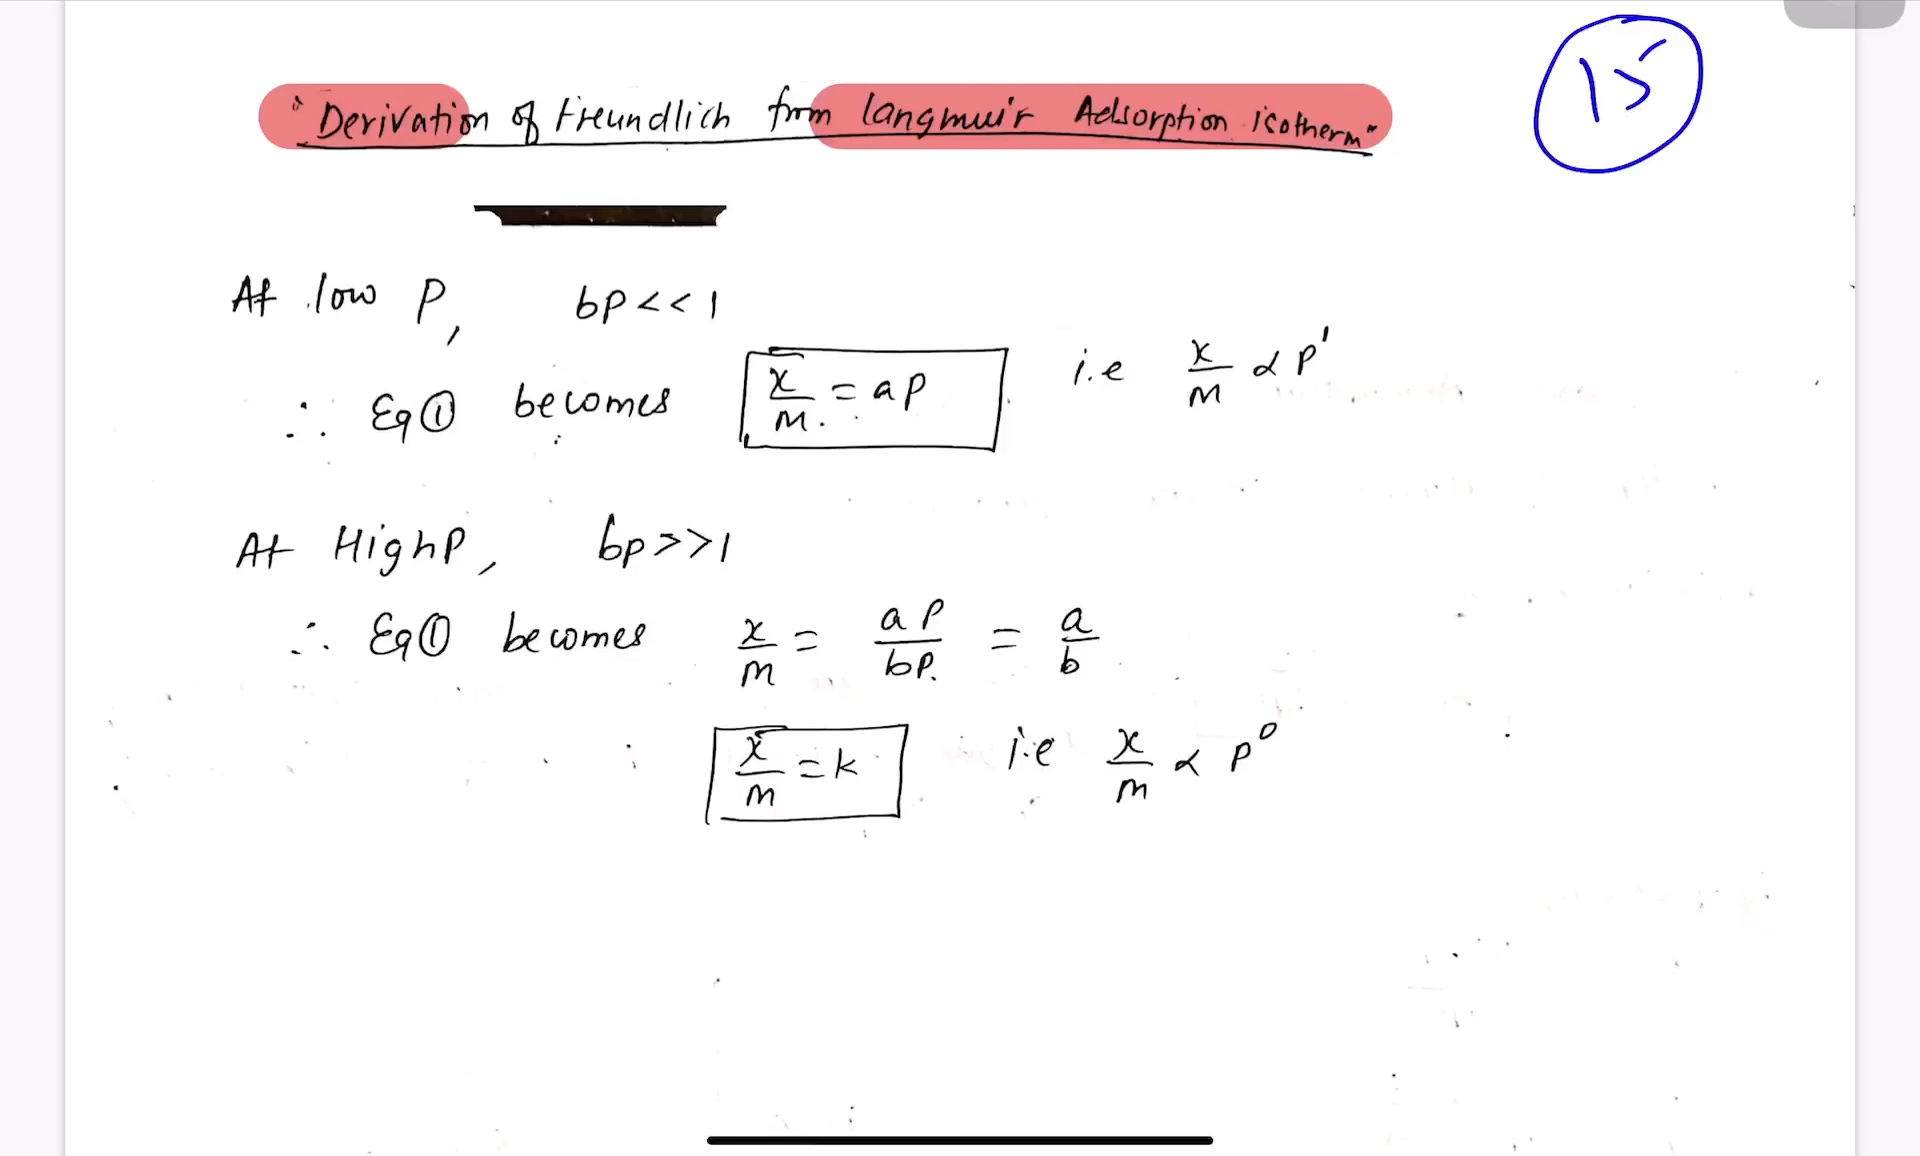 15
"Derivation of Freundlich from Langmuir Adsorption isotherm"
At low P, bP << 1
∴ Eq ① becomes x/m = aP i.e x/m ∝ P¹
At High P, bp >> 1
∴ Eq ① becomes x/m = aP/bP = a/b
x/m = k i.e x/m ∝ P⁰